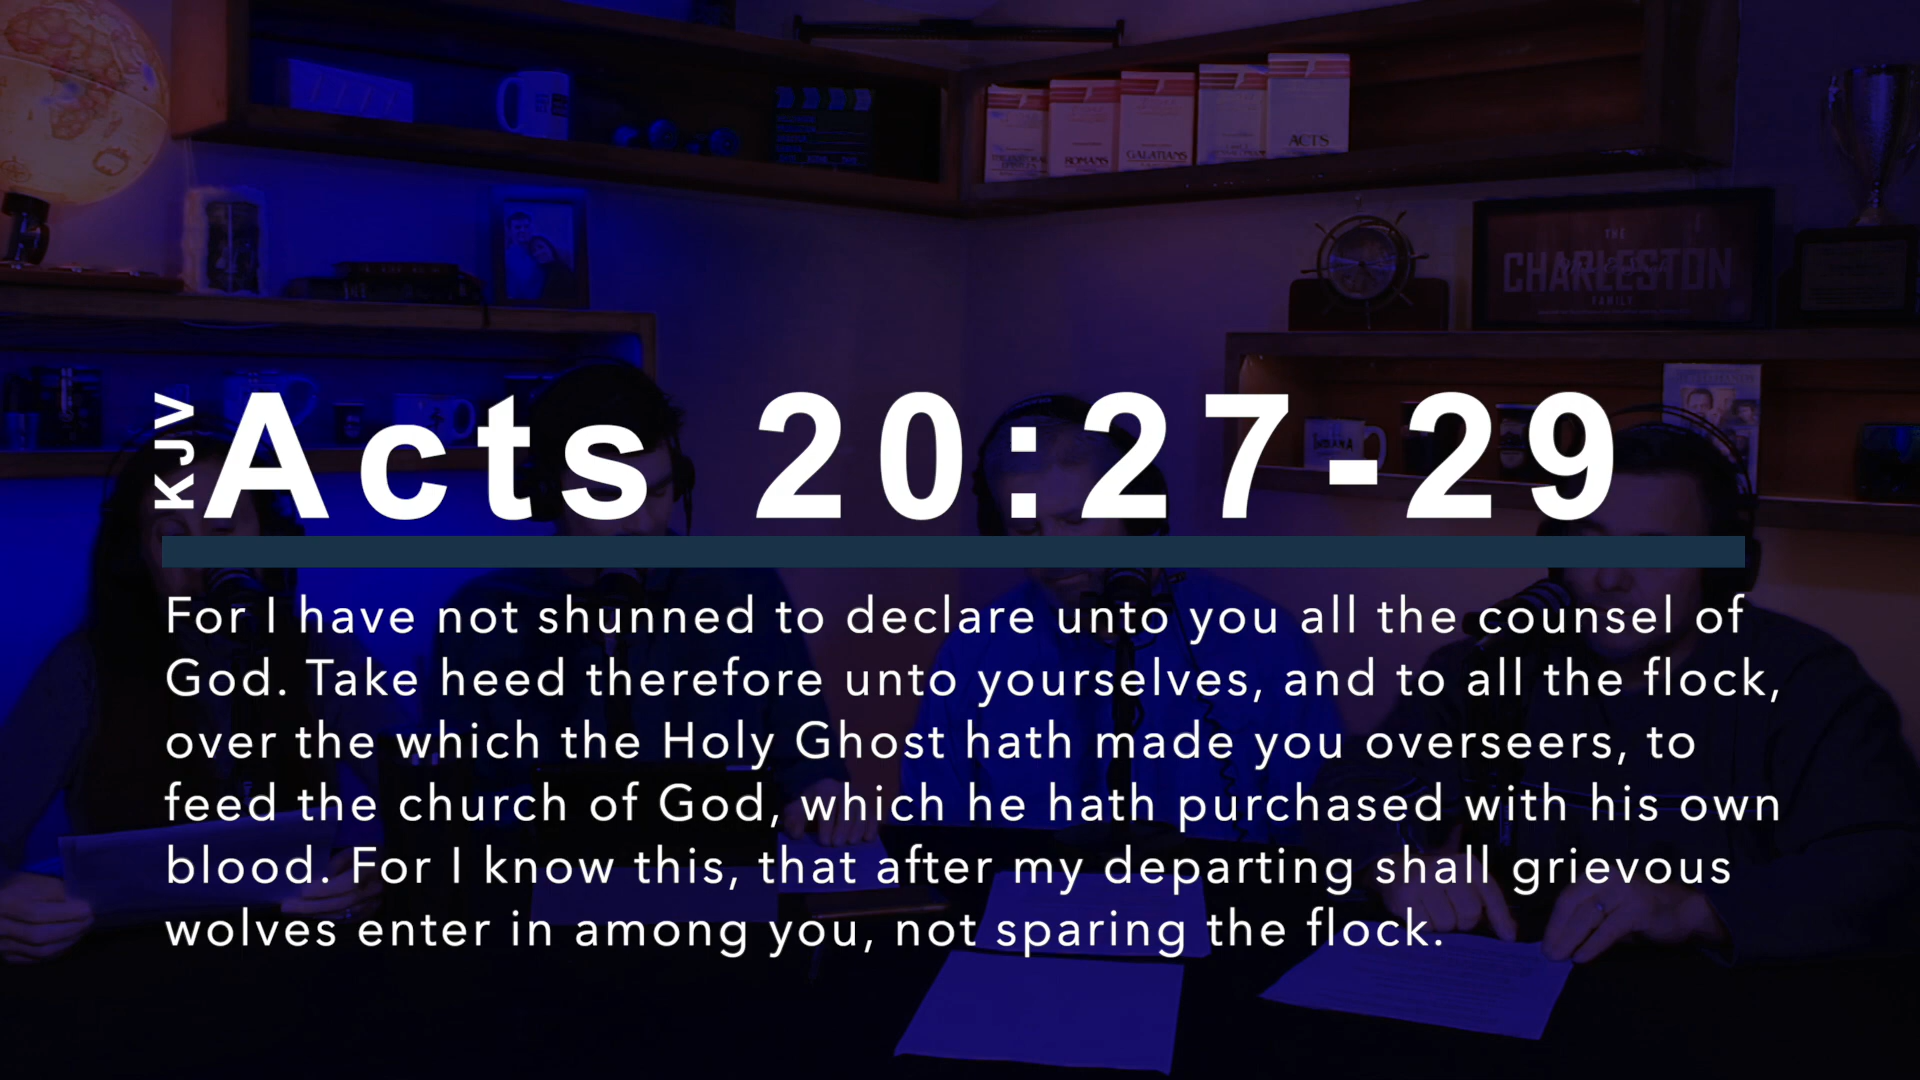 ACTS
ROMANS
GALATIANS
THE
CHARLESTON
FAMILY
INDIANA
KJV
Acts 20:27-29
For I have not shunned to declare unto you all the counsel of
God. Take heed therefore unto yourselves, and to all the flock,
over the which the Holy Ghost hath made you overseers, to
feed the church of God, which he hath purchased with his own
blood. For I know this, that after my departing shall grievous
wolves enter in among you, not sparing the flock.